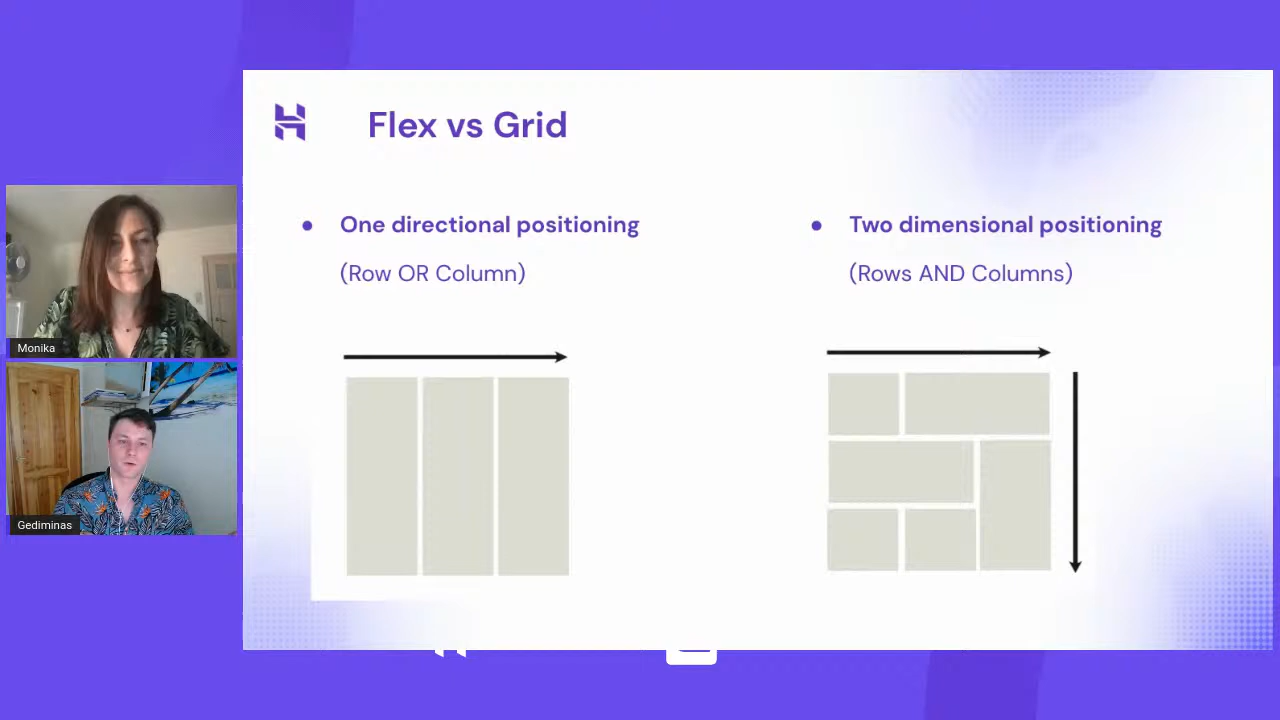 Flex vs Grid
One directional positioning
(Row OR Column)
Two dimensional positioning
(Rows AND Columns)
Monika
Gediminas